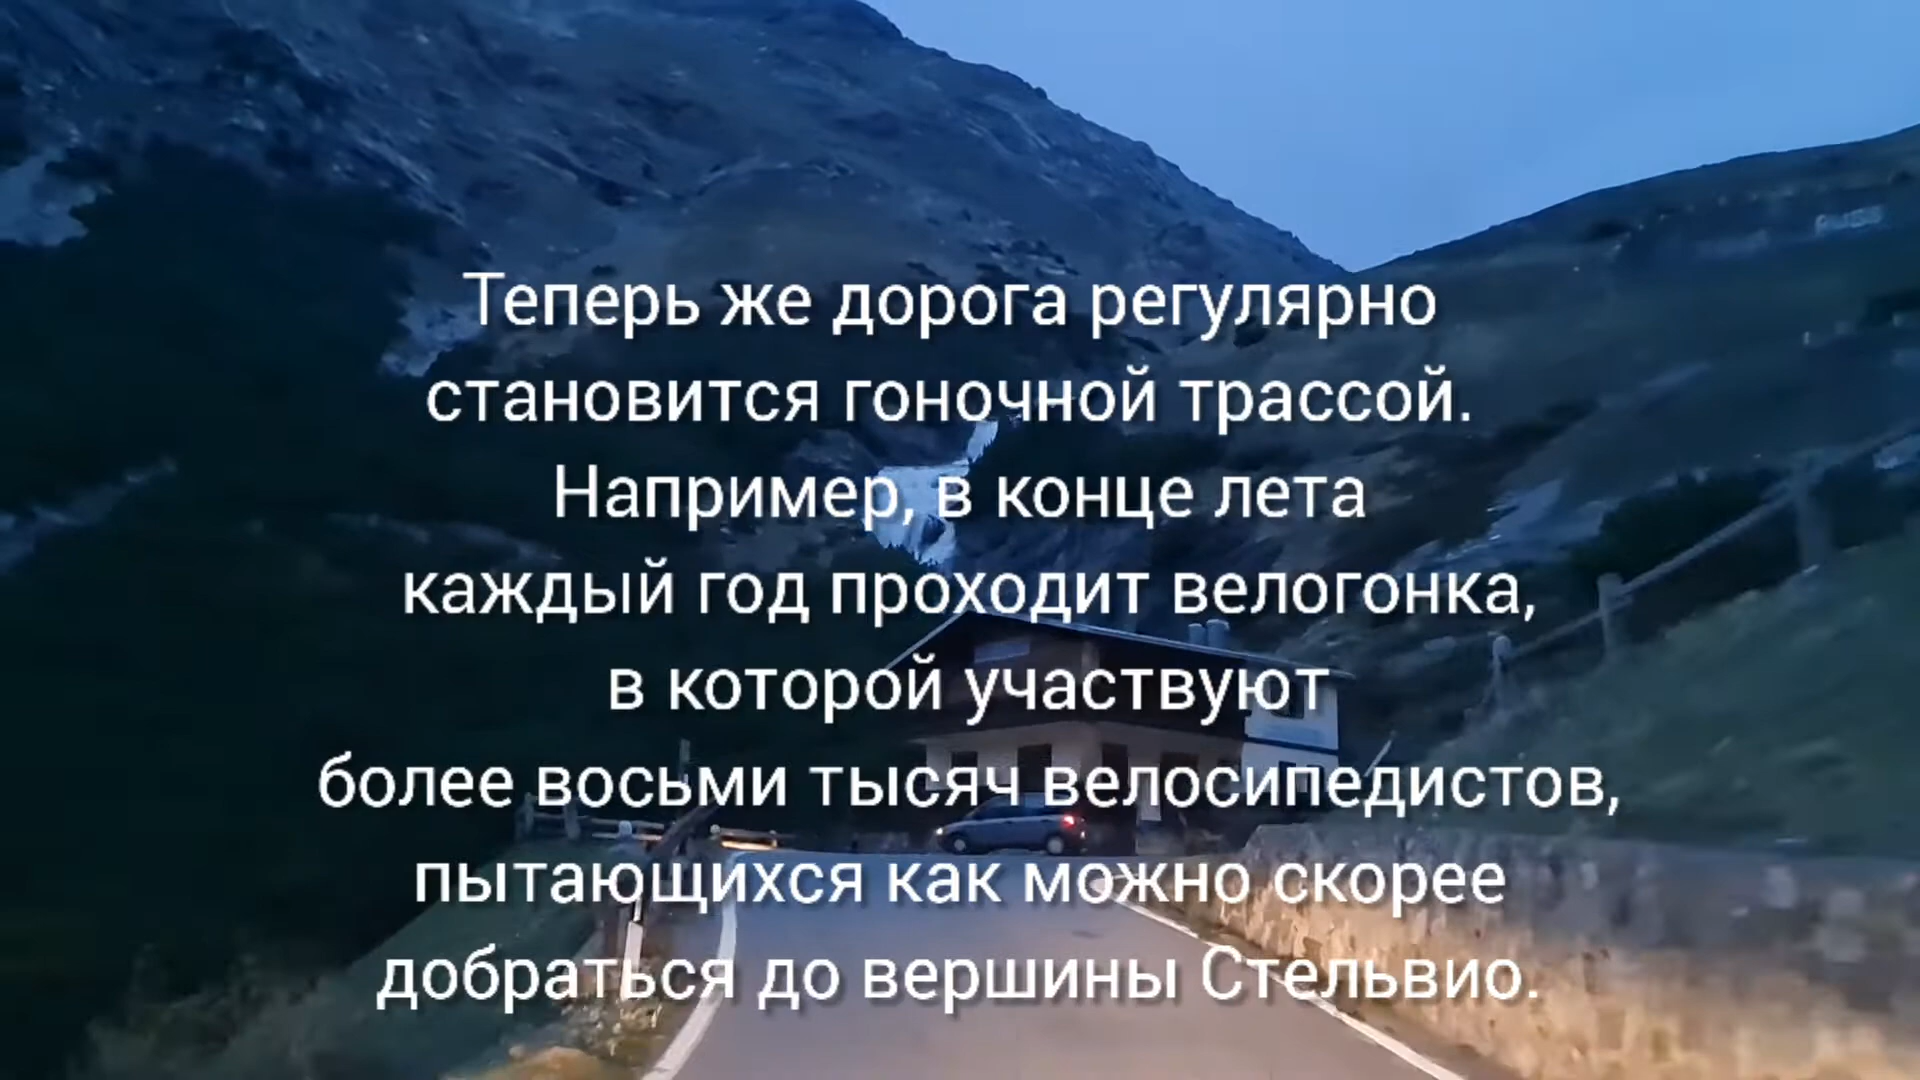 Теперь же дорога регулярно
становится гоночной трассой.
Например, в конце лета
каждый год проходит велогонка,
в которой участвуют
более восьми тысяч велосипедистов,
пытающихся как можно скорее
добраться до вершины Стельвио.